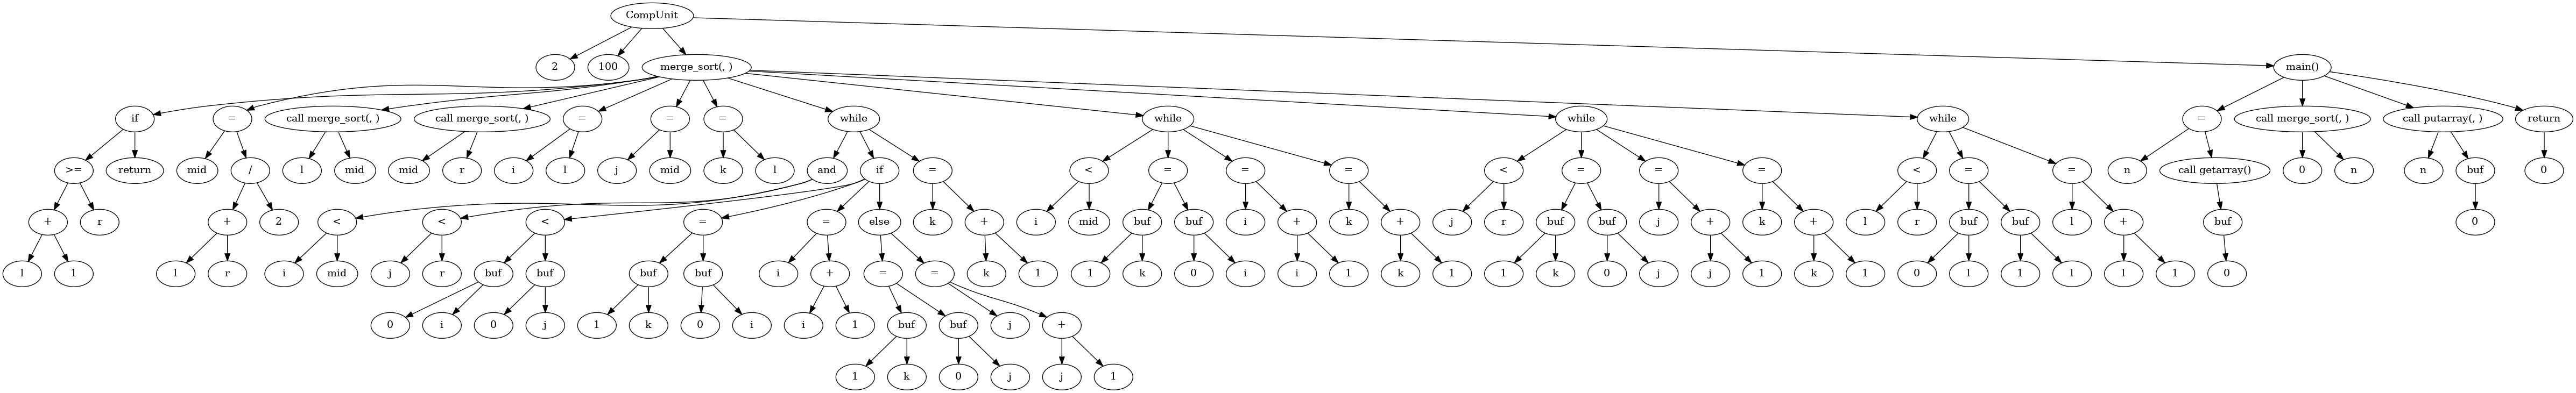 CompUnit
2 100 merge_sort(, ) main()
if = call merge_sort(, ) call merge_sort(, ) = = = while while while while = call merge_sort(, ) call putarray(, ) return
>= return mid / l mid mid r i l j mid k l and if = < = = = < = = = < = = n call getarray() 0 n n buf 0
+ r + 2 < < < = = else k + i mid buf buf i + k + j r buf buf j + k + l r buf buf l + buf 0
l 1 l r i mid j r buf buf buf buf i + = = k 1 1 k 0 i i 1 k 1 1 k 0 j j 1 k 1 0 l 1 l l 1 0
0 i 0 j 1 k 0 i i 1 buf buf j +
1 k 0 j j 1